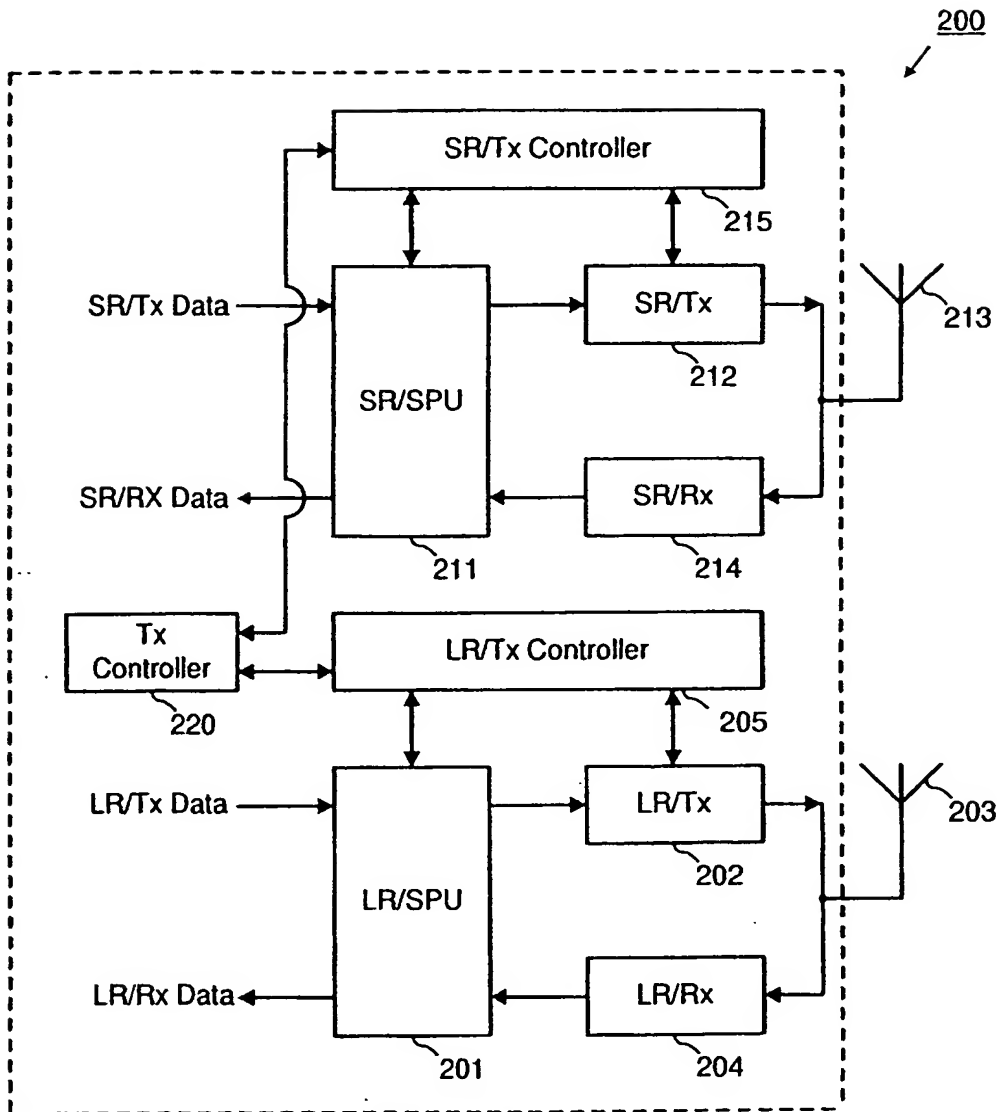 200
SR/Tx Controller
215
SR/Tx Data
SR/SPU
SR/Tx
212
213
SR/RX Data
SR/Rx
211
214
Tx
Controller
220
LR/Tx Controller
205
LR/Tx Data
LR/SPU
LR/Tx
202
203
LR/Rx Data
LR/Rx
201
204